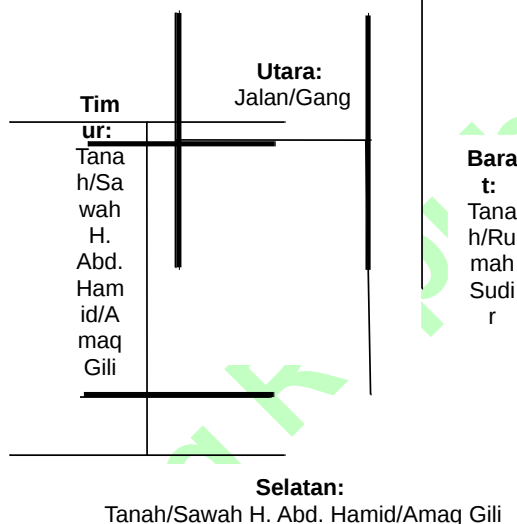 Utara:
Jalan/Gang
Tim
ur:
Tana
h/Sa
wah
H.
Abd.
Ham
id/A
maq
Gili
Bara
t:
Tana
h/Ru
mah
Sudi
r
Selatan:
Tanah/Sawah H. Abd. Hamid/Amaq Gili